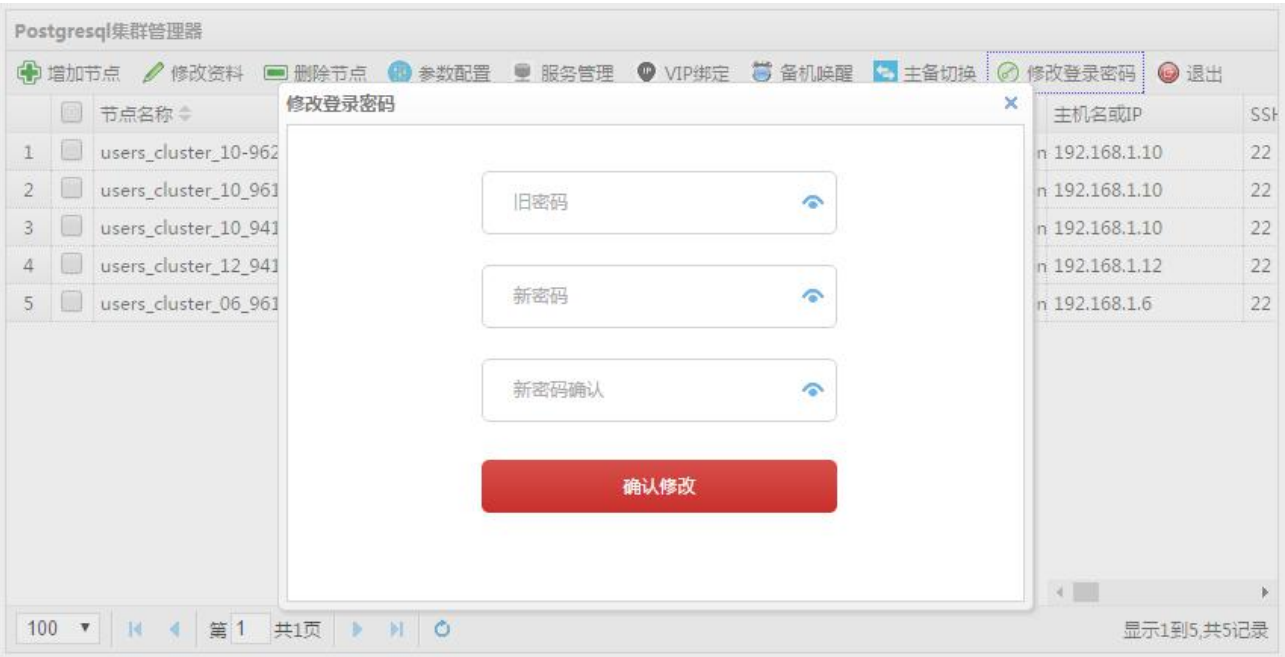 Postgresql集群管理器
增加节点 修改资料 删除节点 参数配置 服务管理 VIP绑定 备机唤醒 主备切换 修改登录密码 退出
修改登录密码
节点名称 主机名或IP SSH
1 users_cluster_10-962 n 192.168.1.10 22
2 users_cluster_10_961 n 192.168.1.10 22
3 users_cluster_10_941 n 192.168.1.10 22
4 users_cluster_12_941 n 192.168.1.12 22
5 users_cluster_06_961 n 192.168.1.6 22
旧密码
新密码
新密码确认
确认修改
100 第 1 共1页 显示1到5,共5记录